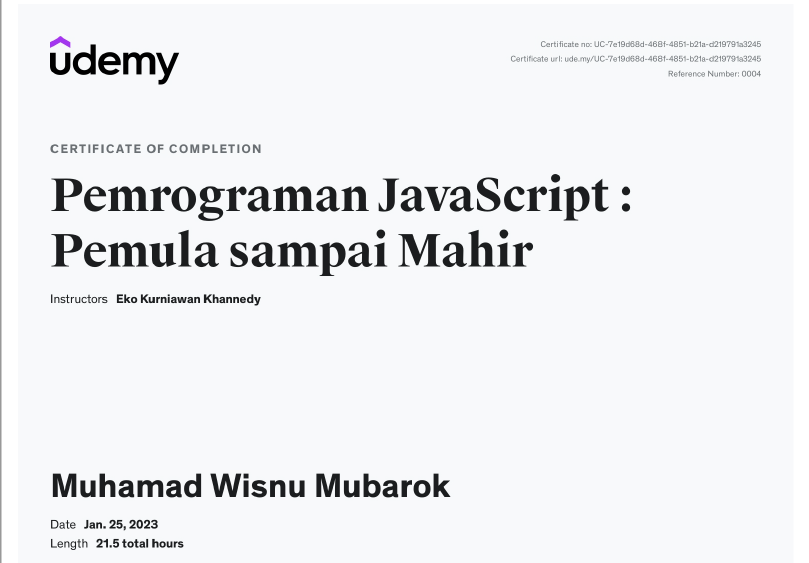 udemy
Certificate no: UC-7e19d68d-468f-4851-b21a-d219791a3245
Certificate url: ude.my/UC-7e19d68d-468f-4851-b21a-d219791a3245
Reference Number: 0004
CERTIFICATE OF COMPLETION
Pemrograman JavaScript :
Pemula sampai Mahir
Instructors Eko Kurniawan Khannedy
Muhamad Wisnu Mubarok
Date Jan. 25, 2023
Length 21.5 total hours